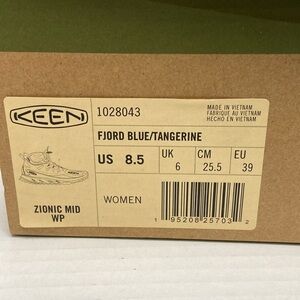 KEEN
1028043
MADE IN VIETNAM
FABRIQUÉ AU VIETNAM
HECHO EN VIETNAM
FJORD BLUE/TANGERINE
US 8.5
UK
6
CM
25.5
EU
39
ZIONIC MID
WP
WOMEN
1 95208 25703 2